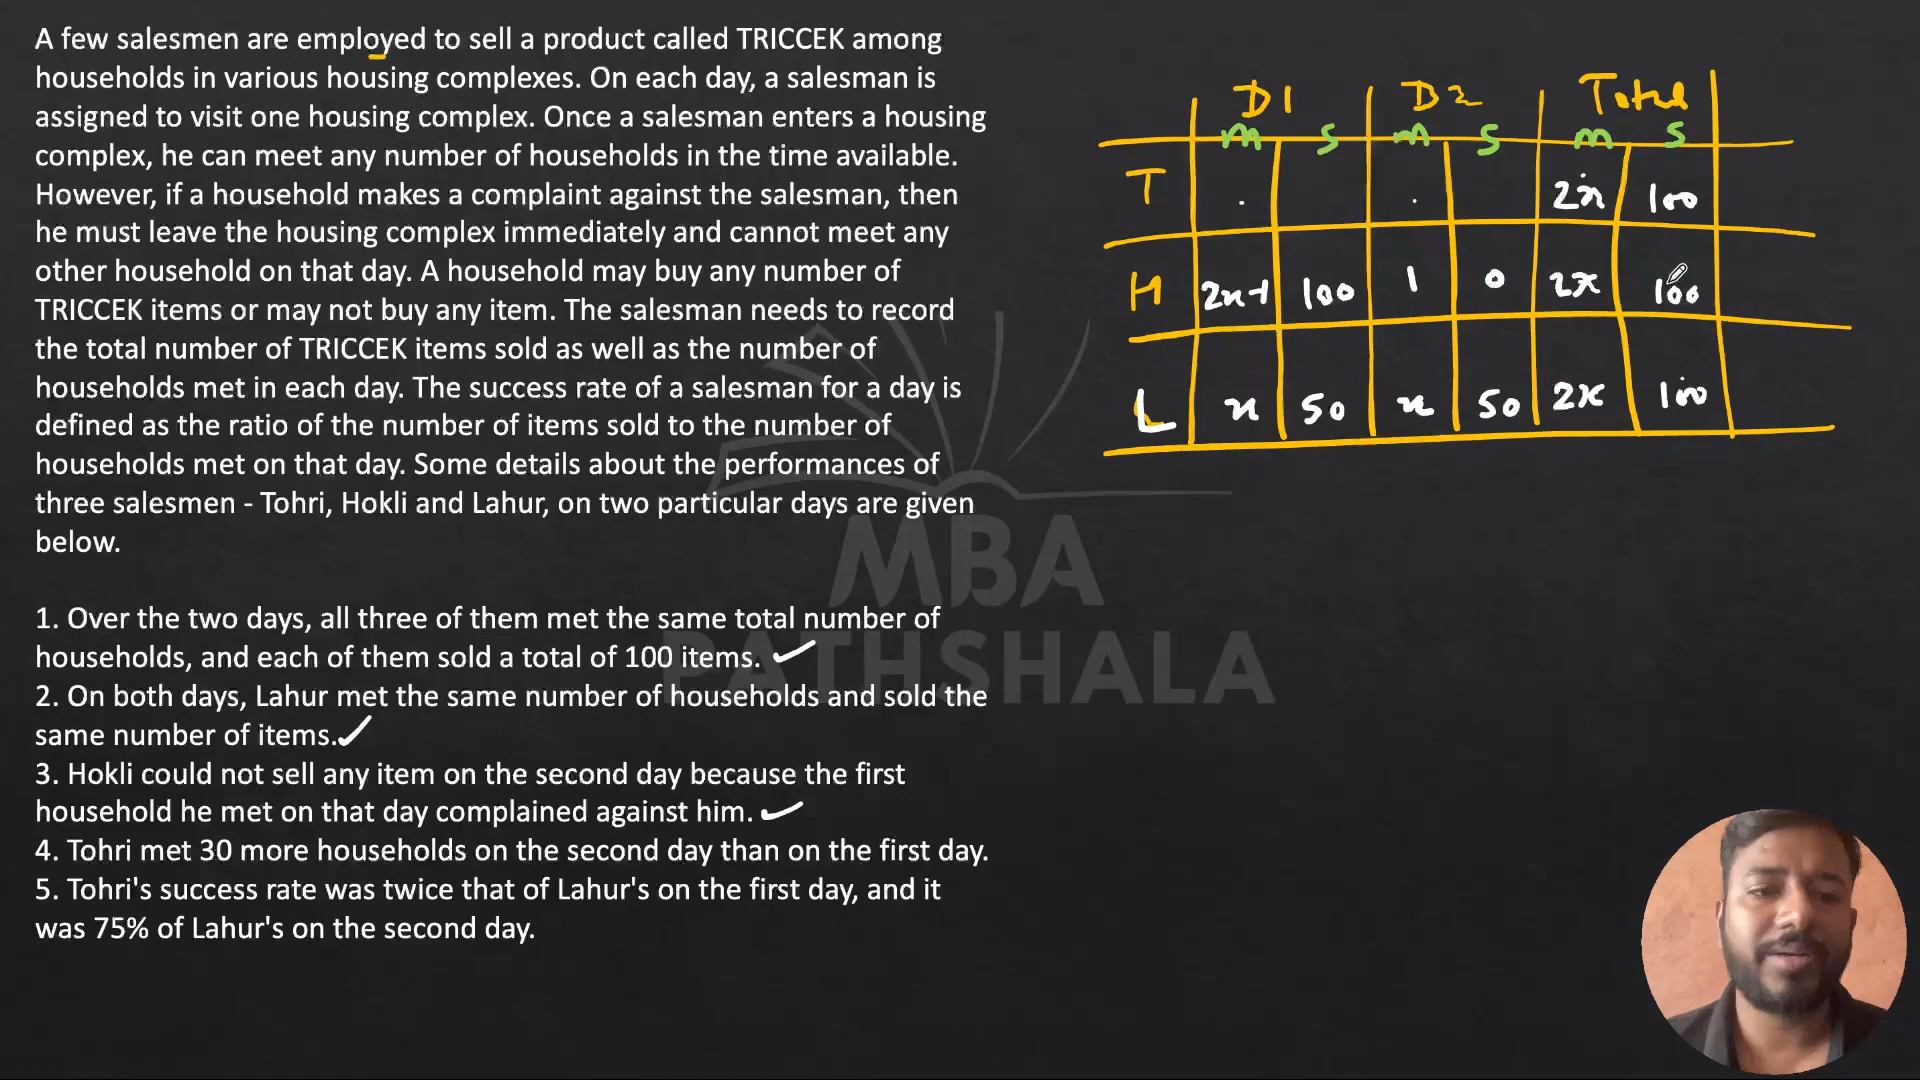 A few salesmen are employed to sell a product called TRICCEK among
households in various housing complexes. On each day, a salesman is
assigned to visit one housing complex. Once a salesman enters a housing
complex, he can meet any number of households in the time available.
However, if a household makes a complaint against the salesman, then
he must leave the housing complex immediately and cannot meet any
other household on that day. A household may buy any number of
TRICCEK items or may not buy any item. The salesman needs to record
the total number of TRICCEK items sold as well as the number of
households met in each day. The success rate of a salesman for a day is
defined as the ratio of the number of items sold to the number of
households met on that day. Some details about the performances of
three salesmen - Tohri, Hokli and Lahur, on two particular days are given
below.
1. Over the two days, all three of them met the same total number of
households, and each of them sold a total of 100 items.
2. On both days, Lahur met the same number of households and sold the
same number of items.
3. Hokli could not sell any item on the second day because the first
household he met on that day complained against him.
4. Tohri met 30 more households on the second day than on the first day.
5. Tohri's success rate was twice that of Lahur's on the first day, and it
was 75% of Lahur's on the second day.
D1 D2 Total
m s m s m s
T 2x 100
H 2x-1 100 1 0 2x 100
L x 50 x 50 2x 100
MBA
PATHSHALA